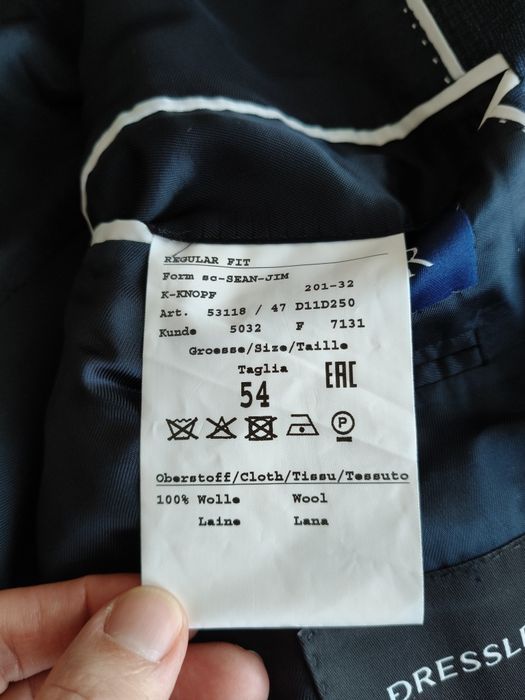 REGULAR FIT
Form sc-SEAN-JIM
K-KNOPF 201-32
Art. 53118 / 47 D11D250
Kunde 5032 F 7131
Groesse/Size/Taille
Taglia
54 EAC
P
Oberstoff/Cloth/Tissu/Tessuto
100% Wolle Wool
Laine Lana